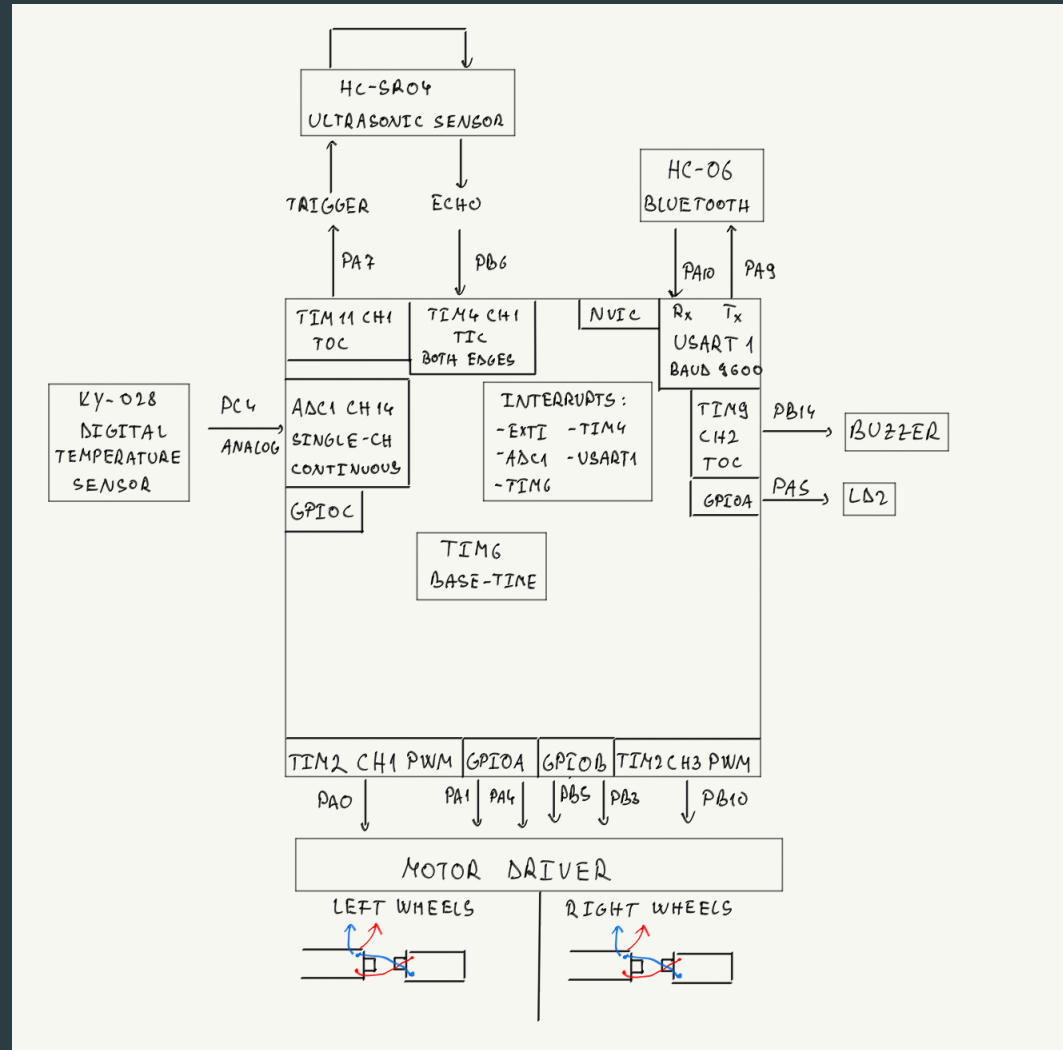 HC-SR04
ULTRASONIC SENSOR
TRIGGER
ECHO
PA7
PB6
HC-06
BLUETOOTH
PA10
PA9
TIM11 CH1
TOC
TIM4 CH1
TIC
BOTH EDGES
NVIC
Rx Tx
USART 1
BAUD 9600
KY-028
DIGITAL
TEMPERATURE
SENSOR
PC4
ANALOG
ADC1 CH14
SINGLE-CH
CONTINUOUS
GPIOC
INTERRUPTS:
-EXTI -TIM4
-ADC1 -USART1
-TIM6
TIM9
CH2
TOC
PB14
BUZZER
GPIOA
PA5
LD2
TIM6
BASE-TIME
TIM2 CH1 PWM
GPIOA
GPIOB
TIM2 CH3 PWM
PA0
PA1
PA4
PB5
PB3
PB10
MOTOR DRIVER
LEFT WHEELS
RIGHT WHEELS